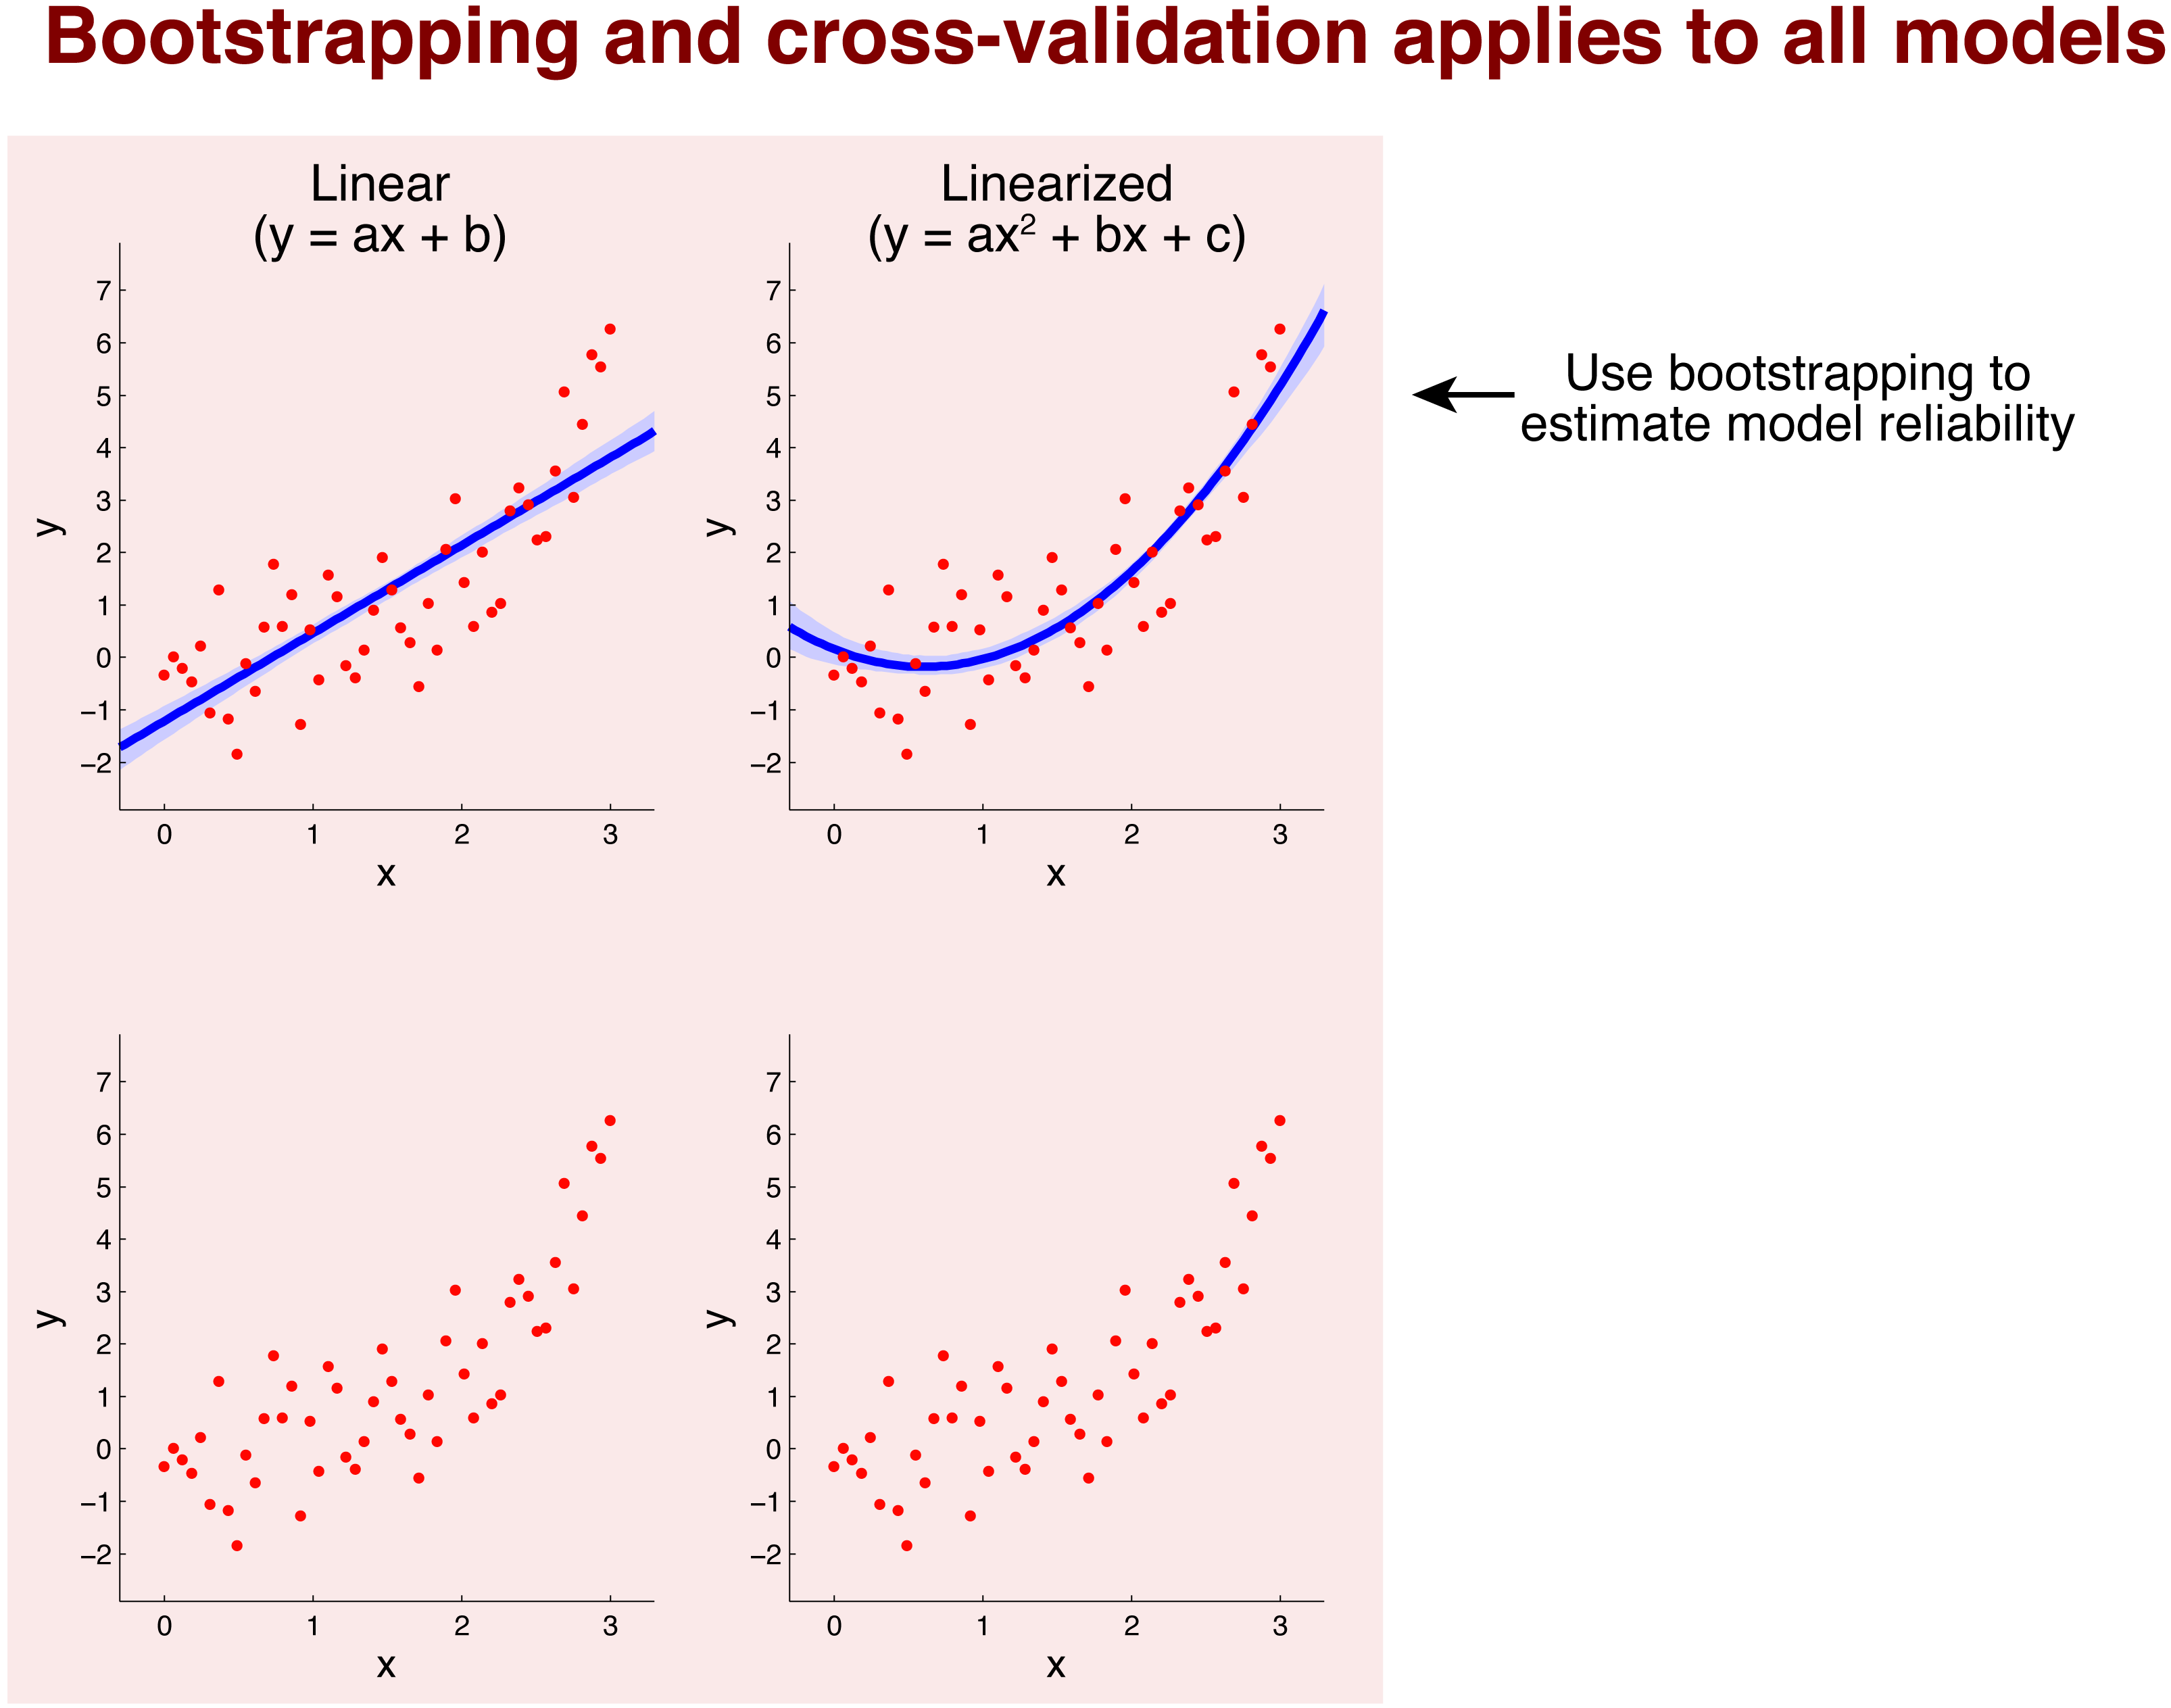 Bootstrapping and cross-validation applies to all models
Linear
(y = ax + b)
Linearized
(y = ax² + bx + c)
7
6
5
4
3
2
1
0
−1
−2
y
0 1 2 3
x
7
6
5
4
3
2
1
0
−1
−2
y
0 1 2 3
x
Use bootstrapping to
estimate model reliability
7
6
5
4
3
2
1
0
−1
−2
y
0 1 2 3
x
7
6
5
4
3
2
1
0
−1
−2
y
0 1 2 3
x